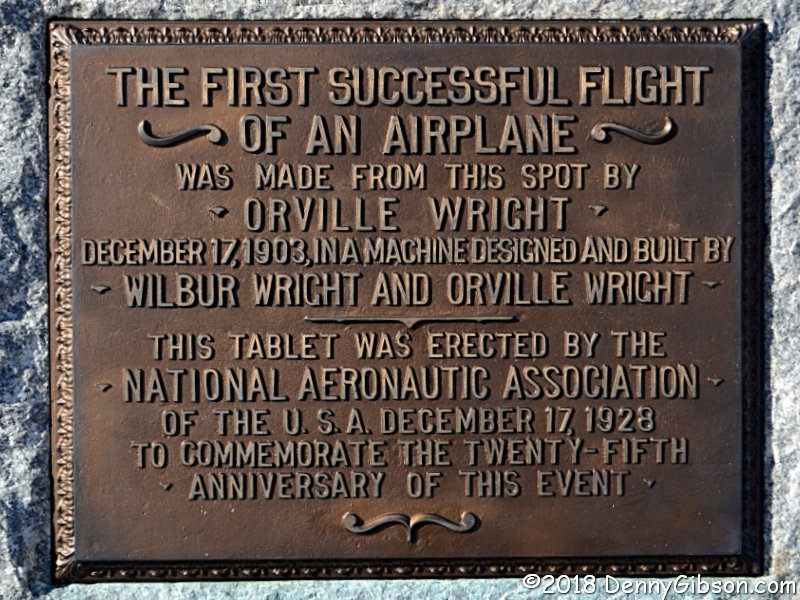 THE FIRST SUCCESSFUL FLIGHT
OF AN AIRPLANE
WAS MADE FROM THIS SPOT BY
ORVILLE WRIGHT
DECEMBER 17, 1903, IN A MACHINE DESIGNED AND BUILT BY
WILBUR WRIGHT AND ORVILLE WRIGHT
THIS TABLET WAS ERECTED BY THE
NATIONAL AERONAUTIC ASSOCIATION
OF THE U.S.A. DECEMBER 17, 1928
TO COMMEMORATE THE TWENTY-FIFTH
ANNIVERSARY OF THIS EVENT
©2018 DennyGibson.com